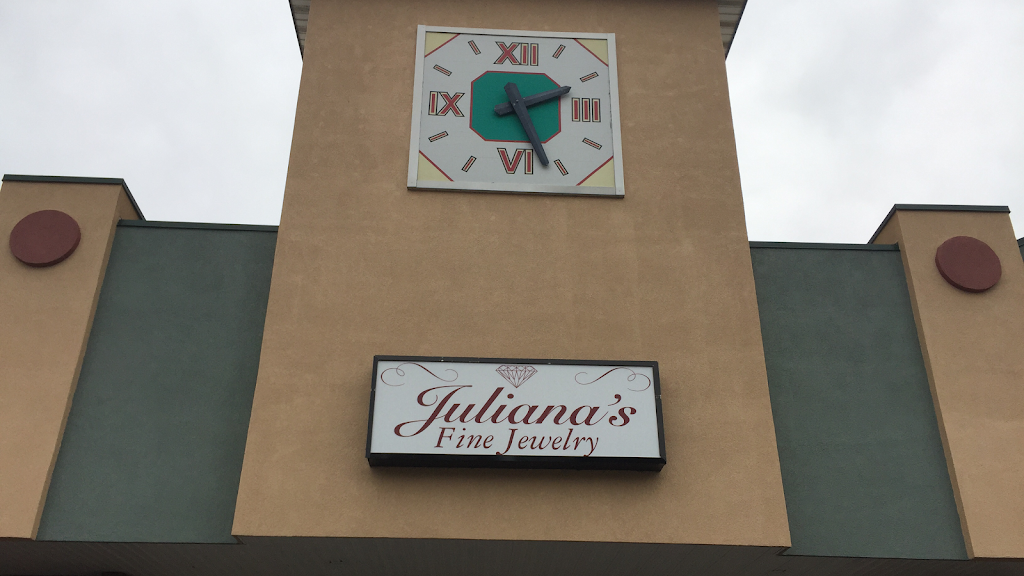 XII
IX III
VI
Juliana's
Fine Jewelry